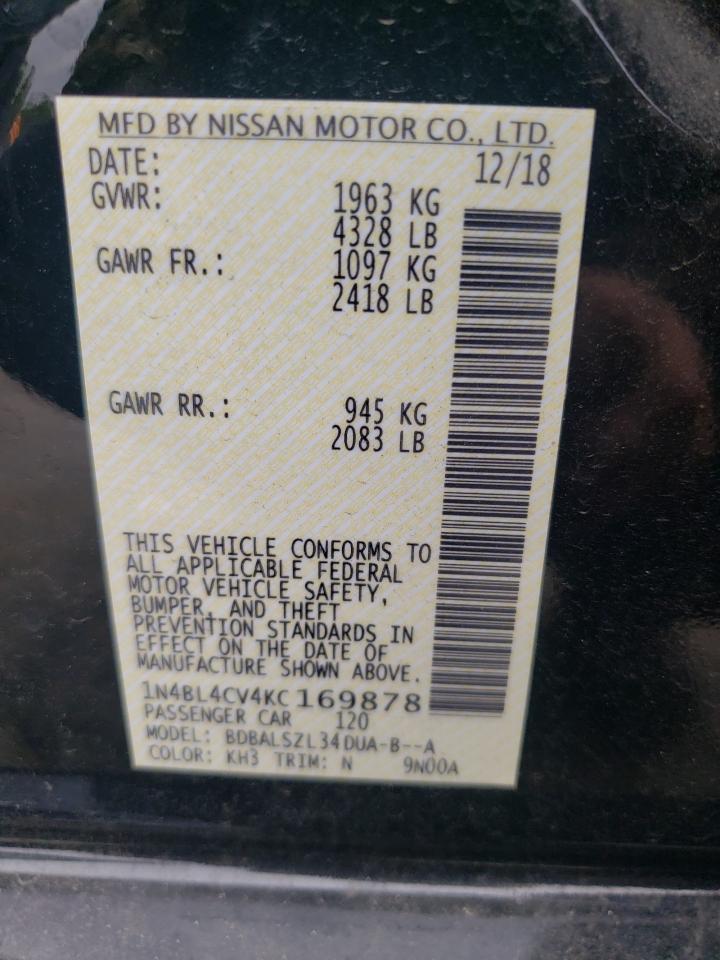 MFD BY NISSAN MOTOR CO., LTD.
DATE: 12/18
GVWR: 1963 KG
4328 LB
GAWR FR.: 1097 KG
2418 LB
GAWR RR.: 945 KG
2083 LB
THIS VEHICLE CONFORMS TO
ALL APPLICABLE FEDERAL
MOTOR VEHICLE SAFETY,
BUMPER, AND THEFT
PREVENTION STANDARDS IN
EFFECT ON THE DATE OF
MANUFACTURE SHOWN ABOVE.
1N4BL4CV4KC169878
PASSENGER CAR 120
MODEL: BDBALSZL34DUA-B--A
COLOR: KH3 TRIM: N 9N00A